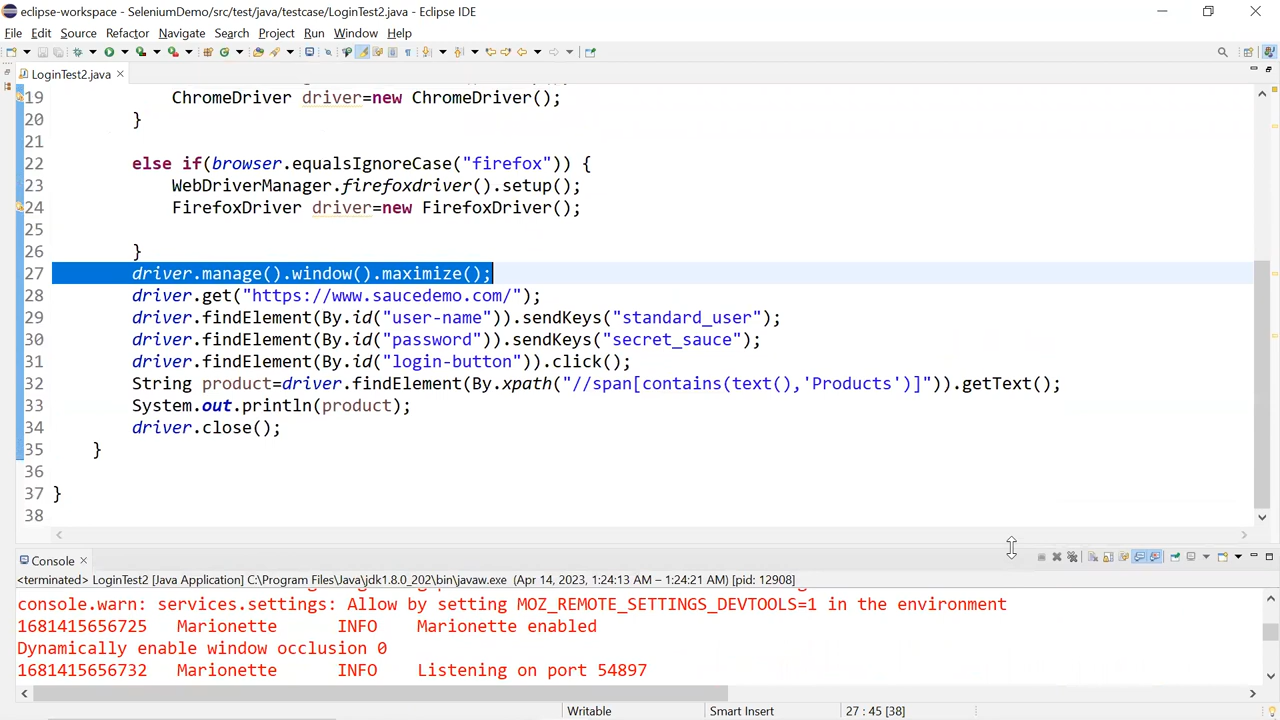 eclipse-workspace - SeleniumDemo/src/test/java/testcase/LoginTest2.java - Eclipse IDE
File Edit Source Refactor Navigate Search Project Run Window Help
LoginTest2.java
19 ChromeDriver driver=new ChromeDriver();
20 }
21
22 else if(browser.equalsIgnoreCase("firefox")) {
23 WebDriverManager.firefoxdriver().setup();
24 FirefoxDriver driver=new FirefoxDriver();
25
26 }
27 driver.manage().window().maximize();
28 driver.get("https://www.saucedemo.com/");
29 driver.findElement(By.id("user-name")).sendKeys("standard_user");
30 driver.findElement(By.id("password")).sendKeys("secret_sauce");
31 driver.findElement(By.id("login-button")).click();
32 String product=driver.findElement(By.xpath("//span[contains(text(),'Products')]")).getText();
33 System.out.println(product);
34 driver.close();
35 }
36
37 }
38
Console
<terminated> LoginTest2 [Java Application] C:\Program Files\Java\jdk1.8.0_202\bin\javaw.exe (Apr 14, 2023, 1:24:13 AM – 1:24:21 AM) [pid: 12908]
console.warn: services.settings: Allow by setting MOZ_REMOTE_SETTINGS_DEVTOOLS=1 in the environment
1681415656725 Marionette INFO Marionette enabled
Dynamically enable window occlusion 0
1681415656732 Marionette INFO Listening on port 54897
Writable Smart Insert 27 : 45 [38]